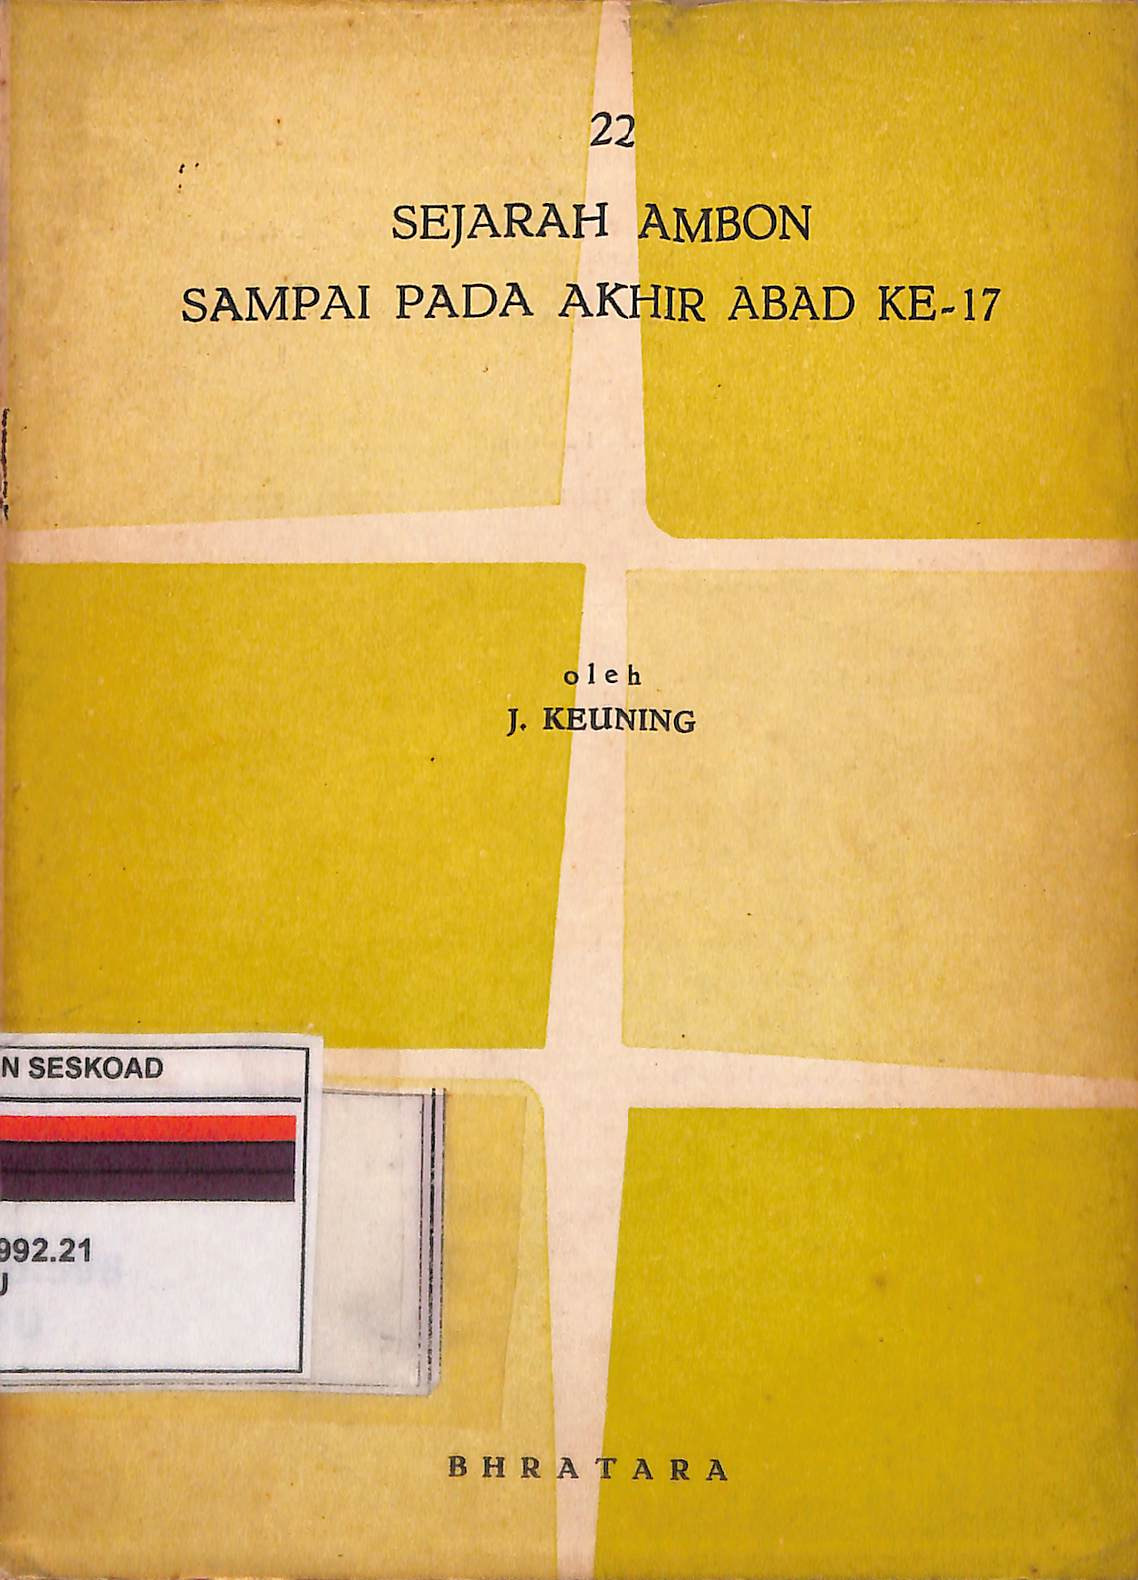 22
SEJARAH AMBON
SAMPAI PADA AKHIR ABAD KE-17
oleh
J. KEUNING
N SESKOAD
992.21
U
BHRATARA